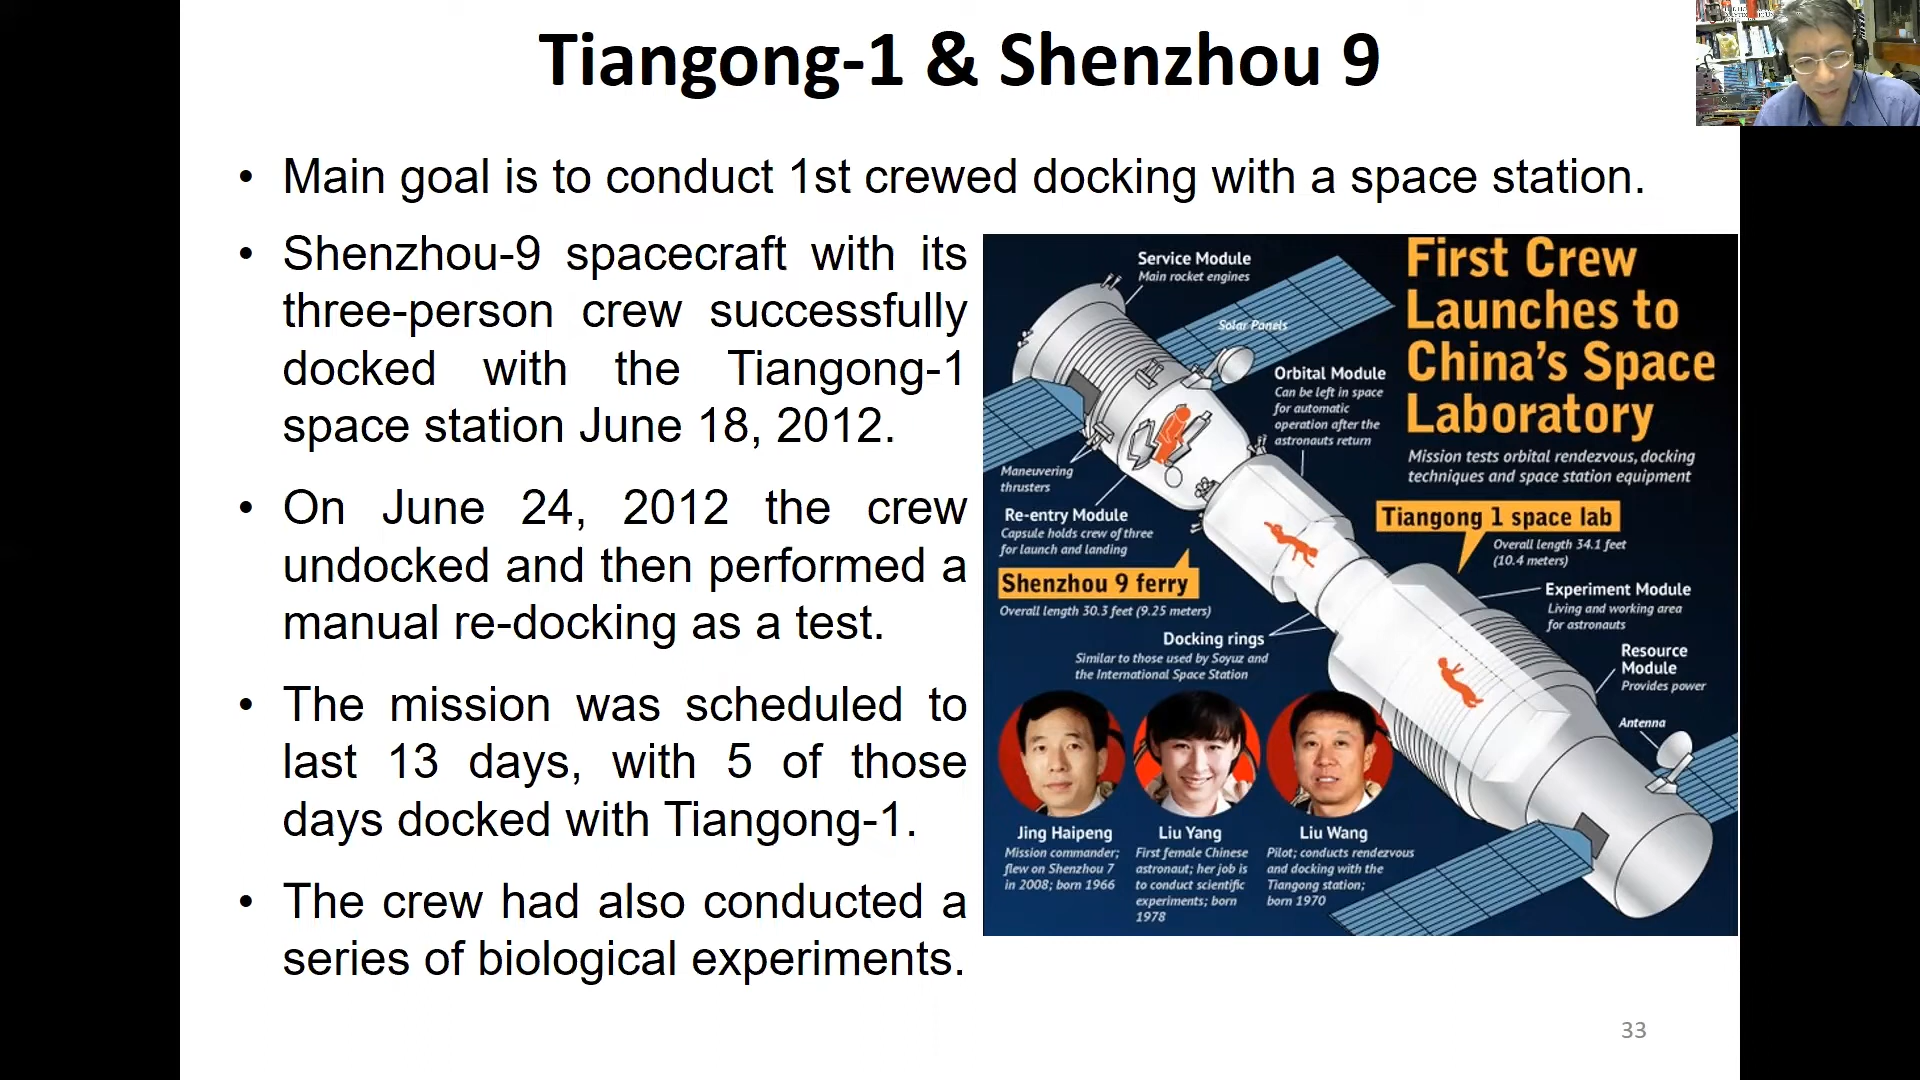 Tiangong-1 & Shenzhou 9
• Main goal is to conduct 1st crewed docking with a space station.
• Shenzhou-9 spacecraft with its
three-person crew successfully
docked with the Tiangong-1
space station June 18, 2012.
• On June 24, 2012 the crew
undocked and then performed a
manual re-docking as a test.
• The mission was scheduled to
last 13 days, with 5 of those
days docked with Tiangong-1.
• The crew had also conducted a
series of biological experiments.
First Crew
Launches to
China's Space
Laboratory
Mission tests orbital rendezvous, docking
techniques and space station equipment
Service Module
Main rocket engines
Solar Panels
Orbital Module
Can be left in space
for automatic
operation after the
astronauts return
Maneuvering
thrusters
Re-entry Module
Capsule holds crew of three
for launch and landing
Shenzhou 9 ferry
Overall length 30.3 feet (9.25 meters)
Tiangong 1 space lab
Overall length 34.1 feet
(10.4 meters)
Experiment Module
Living and working area
for astronauts
Docking rings
Similar to those used by Soyuz and
the International Space Station
Resource
Module
Provides power
Antenna
Jing Haipeng
Mission commander;
flew on Shenzhou 7
in 2008; born 1966
Liu Yang
First female Chinese
astronaut; her job is
to conduct scientific
experiments; born
1978
Liu Wang
Pilot; conducts rendezvous
and docking with the
Tiangong station;
born 1970
33